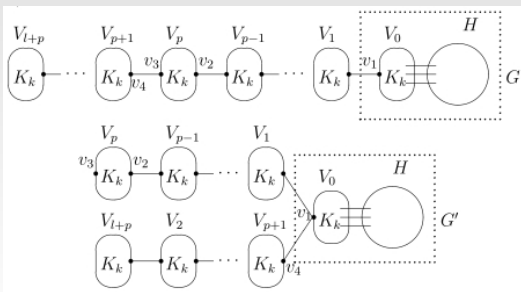 V_{l+p} V_{p+1} V_p V_{p-1} V_1 V_0 H
v_3 v_2 v_1
K_k ··· K_k K_k K_k ··· K_k K_k G
v_4
V_p V_{p-1} V_1
v_3 K_k v_2 K_k ··· K_k V_0 H
V_{l+p} V_2 V_{p+1} v_1 K_k G'
K_k K_k ··· K_k v_4